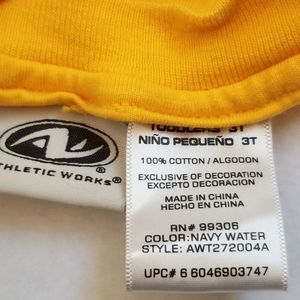 THLETIC WORKS®
TODDLERS 3T
NIÑO PEQUEÑO 3T
100% COTTON / ALGODON
EXCLUSIVE OF DECORATION
EXCEPTO DECORACION
MADE IN CHINA
HECHO EN CHINA
RN# 99306
COLOR:NAVY WATER
STYLE: AWT272004A
UPC# 6 6046903747